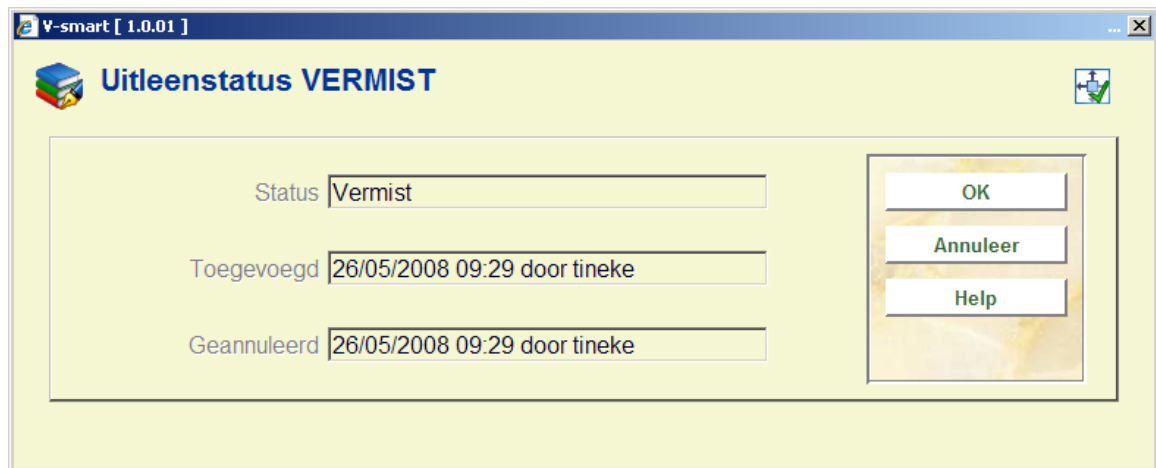 V-smart [ 1.0.01 ] ...
Uitleenstatus VERMIST
Status Vermist
Toegevoegd 26/05/2008 09:29 door tineke
Geannuleerd 26/05/2008 09:29 door tineke
OK
Annuleer
Help